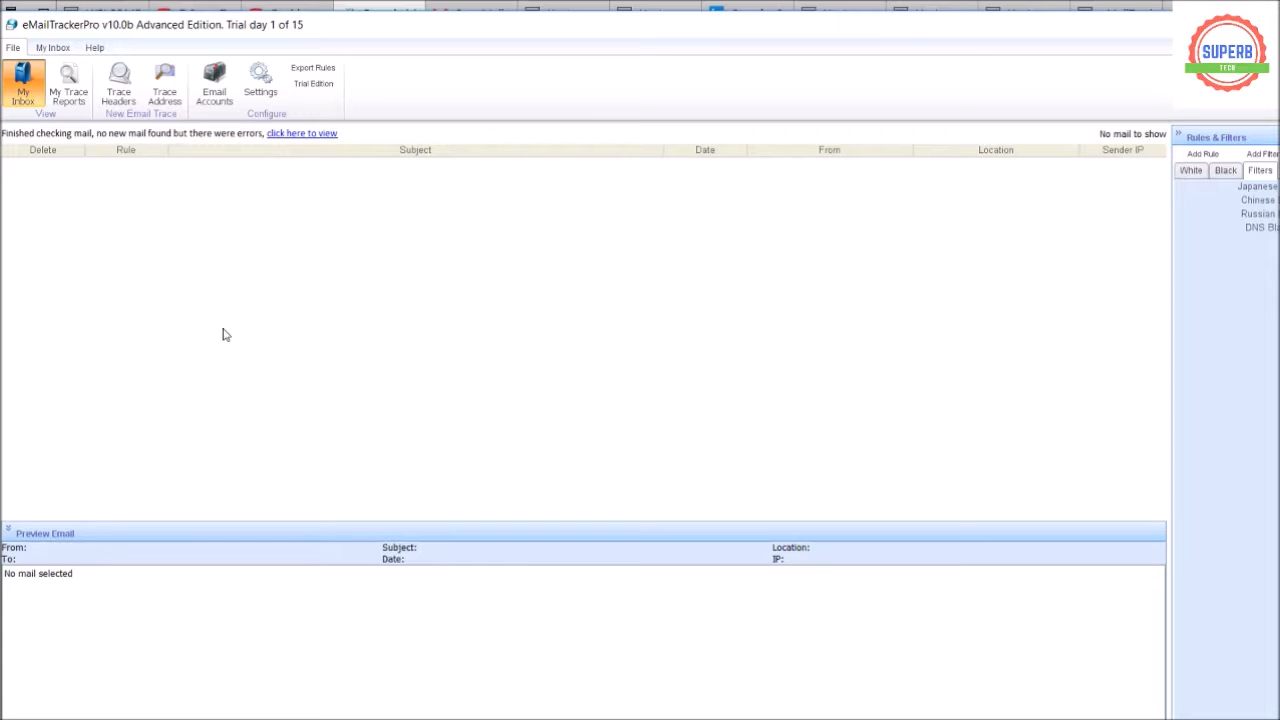 eMailTrackerPro v10.0b Advanced Edition. Trial day 1 of 15
File My Inbox Help
My Inbox
My Trace Reports
Trace Headers
Trace Address
Email Accounts
Settings
Export Rules
Trial Edition
View New Email Trace Configure
SUPERB
TECH
Finished checking mail, no new mail found but there were errors, click here to view No mail to show
Delete Rule Subject Date From Location Sender IP
Rules & Filters
Add Rule Add Filte
White Black Filters
Japanese
Chinese
Russian
DNS Bl
Preview Email
From: Subject: Location:
To: Date: IP:
No mail selected